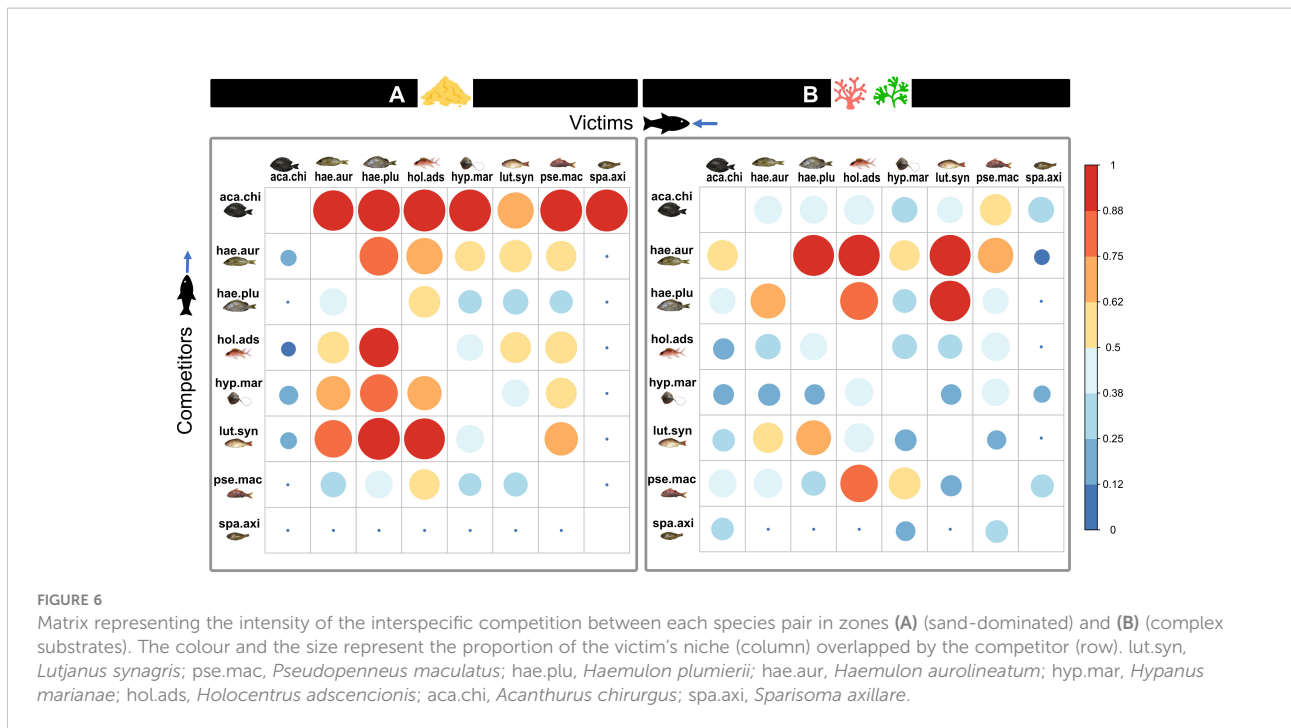 A
B
Victims
aca.chi hae.aur hae.plu hol.ads hyp.mar lut.syn pse.mac spa.axi
aca.chi hae.aur hae.plu hol.ads hyp.mar lut.syn pse.mac spa.axi
Competitors
aca.chi
hae.aur
hae.plu
hol.ads
hyp.mar
lut.syn
pse.mac
spa.axi
aca.chi
hae.aur
hae.plu
hol.ads
hyp.mar
lut.syn
pse.mac
spa.axi
1
0.88
0.75
0.62
0.5
0.38
0.25
0.12
0
FIGURE 6
Matrix representing the intensity of the interspecific competition between each species pair in zones (A) (sand-dominated) and (B) (complex
substrates). The colour and the size represent the proportion of the victim's niche (column) overlapped by the competitor (row). lut.syn,
Lutjanus synagris; pse.mac, Pseudopenneus maculatus; hae.plu, Haemulon plumierii; hae.aur, Haemulon aurolineatum; hyp.mar, Hypanus
marianae; hol.ads, Holocentrus adscencionis; aca.chi, Acanthurus chirurgus; spa.axi, Sparisoma axillare.